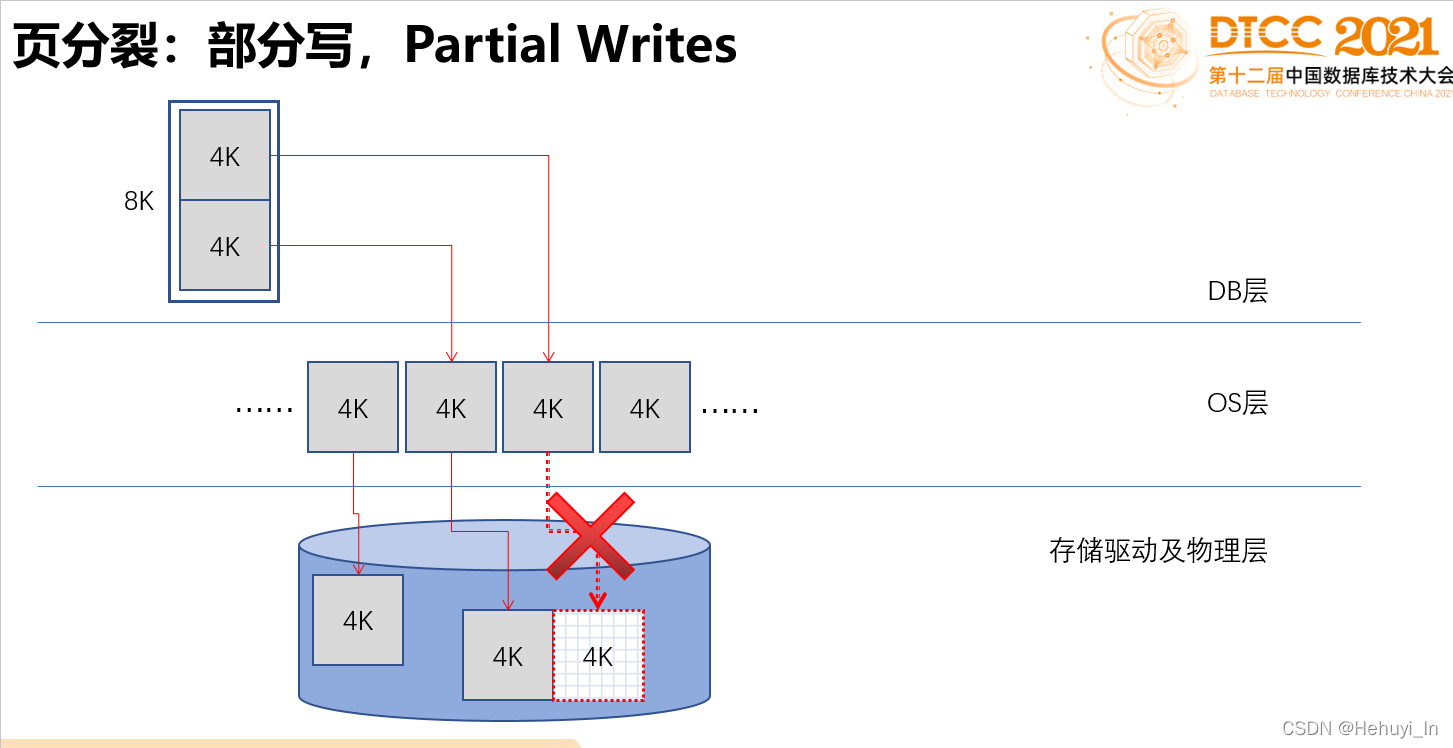 页分裂：部分写，Partial Writes
DTCC 2021
第十二届中国数据库技术大会
DATABASE TECHNOLOGY CONFERENCE CHINA 2021
4K
8K
4K
DB层
…… 4K 4K 4K 4K ……
OS层
存储驱动及物理层
4K
4K 4K
CSDN @Hehuyi_In